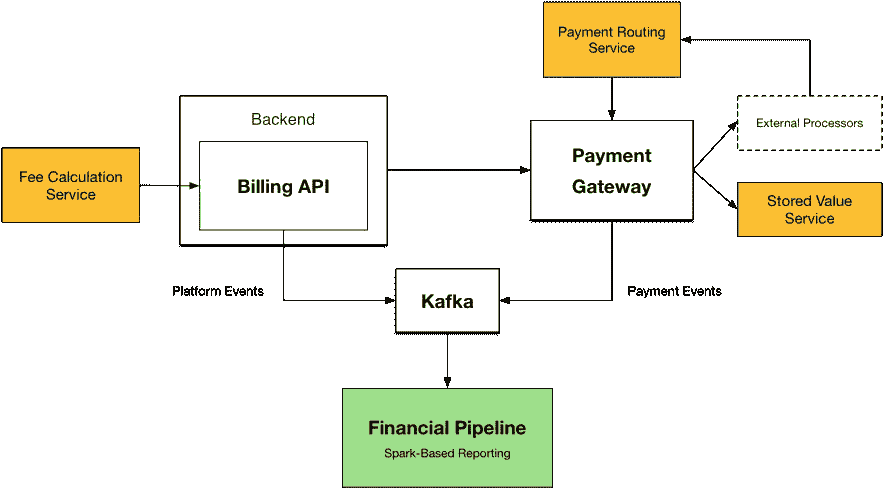 Payment Routing
Service
Backend
External Processors
Payment
Gateway
Fee Calculation
Service
Billing API
Stored Value
Service
Platform Events
Kafka
Payment Events
Financial Pipeline
Spark-Based Reporting